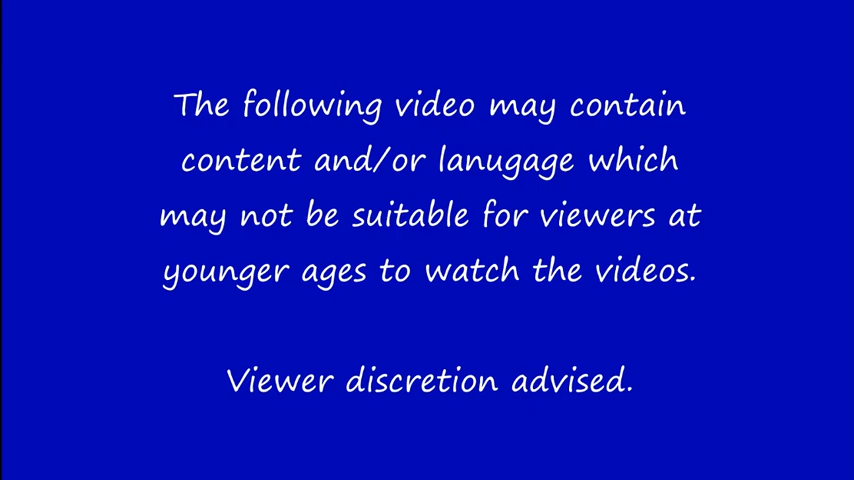 The following video may contain
content and/or lanugage which
may not be suitable for viewers at
younger ages to watch the videos.
Viewer discretion advised.